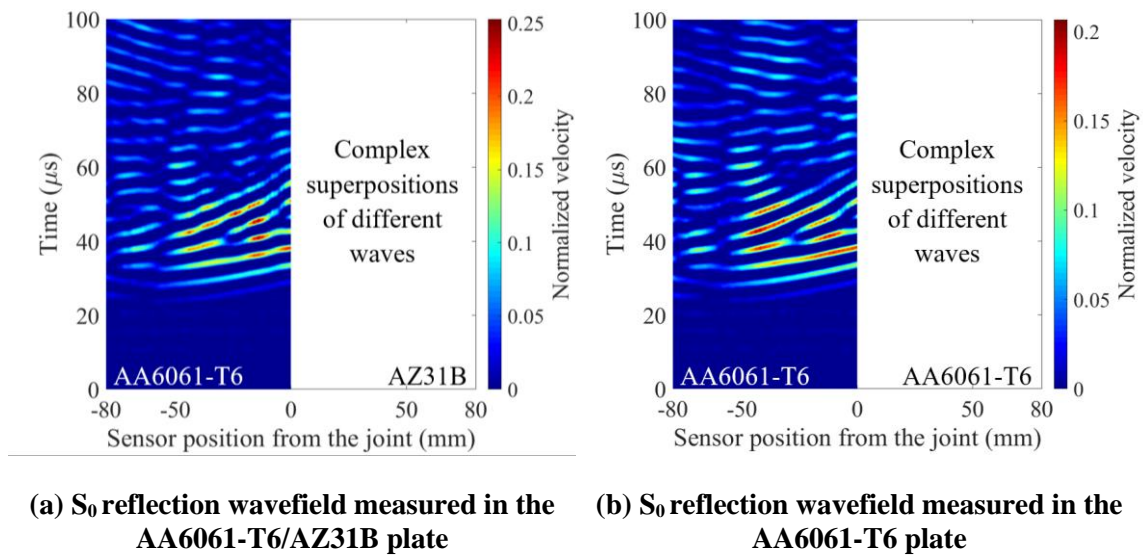 100
80
60
40
20
0
Time (μs)
Complex
superpositions
of different
waves
AA6061-T6
AZ31B
-80
-50
0
50
80
Sensor position from the joint (mm)
0.25
0.2
0.15
0.1
0.05
0
Normalized velocity
(a) S₀ reflection wavefield measured in the
AA6061-T6/AZ31B plate
100
80
60
40
20
0
Time (μs)
Complex
superpositions
of different
waves
AA6061-T6
AA6061-T6
-80
-50
0
50
80
Sensor position from the joint (mm)
0.2
0.15
0.1
0.05
0
Normalized velocity
(b) S₀ reflection wavefield measured in the
AA6061-T6 plate